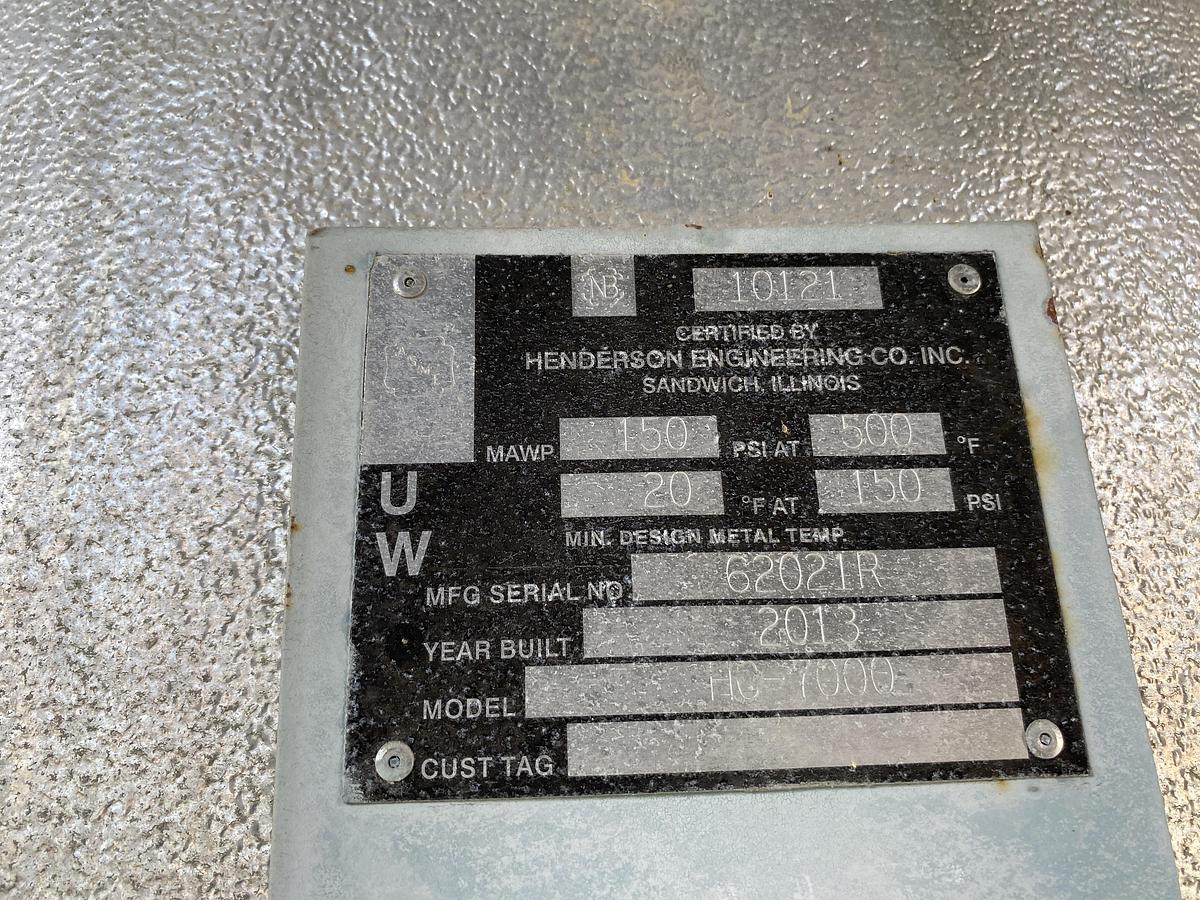 NB 10121
ASME
CERTIFIED BY
HENDERSON ENGINEERING CO. INC.
SANDWICH, ILLINOIS
MAWP 150 PSI AT 500 °F
20 °F AT 150 PSI
MIN. DESIGN METAL TEMP.
U
W
MFG SERIAL NO 62021R
YEAR BUILT 2013
MODEL HC-7000
CUST TAG